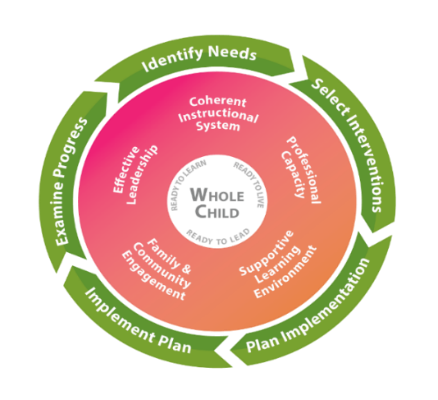 Identify Needs
Select Interventions
Plan Implementation
Implement Plan
Examine Progress
Coherent
Instructional
System
Professional
Capacity
Supportive
Learning
Environment
Family &
Community
Engagement
Effective
Leadership
READY TO LEARN
READY TO LIVE
READY TO LEAD
WHOLE
CHILD